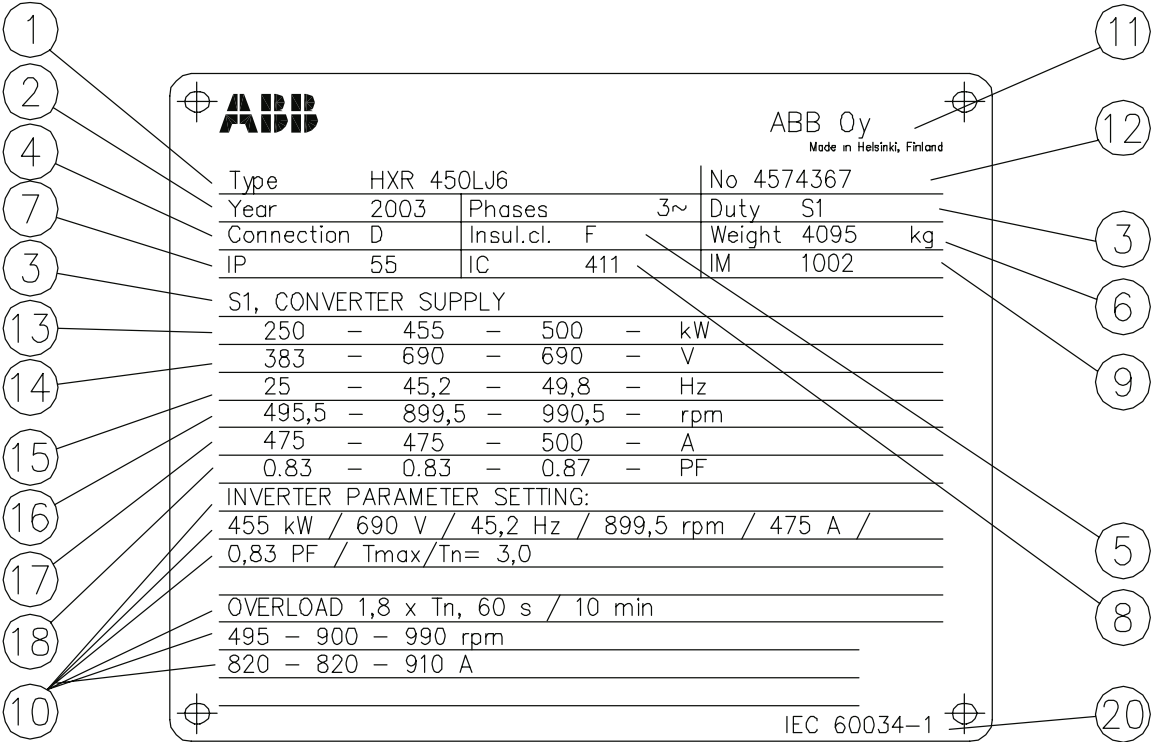 1
11
2
ABB
ABB Oy
Made in Helsinki, Finland
12
4
Type HXR 450LJ6 No 4574367
7
Year 2003 Phases 3~ Duty S1
3
Connection D Insul.cl. F Weight 4095 kg
3
IP 55 IC 411 IM 1002
6
S1, CONVERTER SUPPLY
13
250 – 455 – 500 – kW
383 – 690 – 690 – V
14
9
25 – 45,2 – 49,8 – Hz
495,5 – 899,5 – 990,5 – rpm
15
475 – 475 – 500 – A
0.83 – 0.83 – 0.87 – PF
16
INVERTER PARAMETER SETTING:
455 kW / 690 V / 45,2 Hz / 899,5 rpm / 475 A /
5
0,83 PF / Tmax/Tn= 3,0
17
OVERLOAD 1,8 x Tn, 60 s / 10 min
8
18
495 – 900 – 990 rpm
820 – 820 – 910 A
10
20
IEC 60034–1